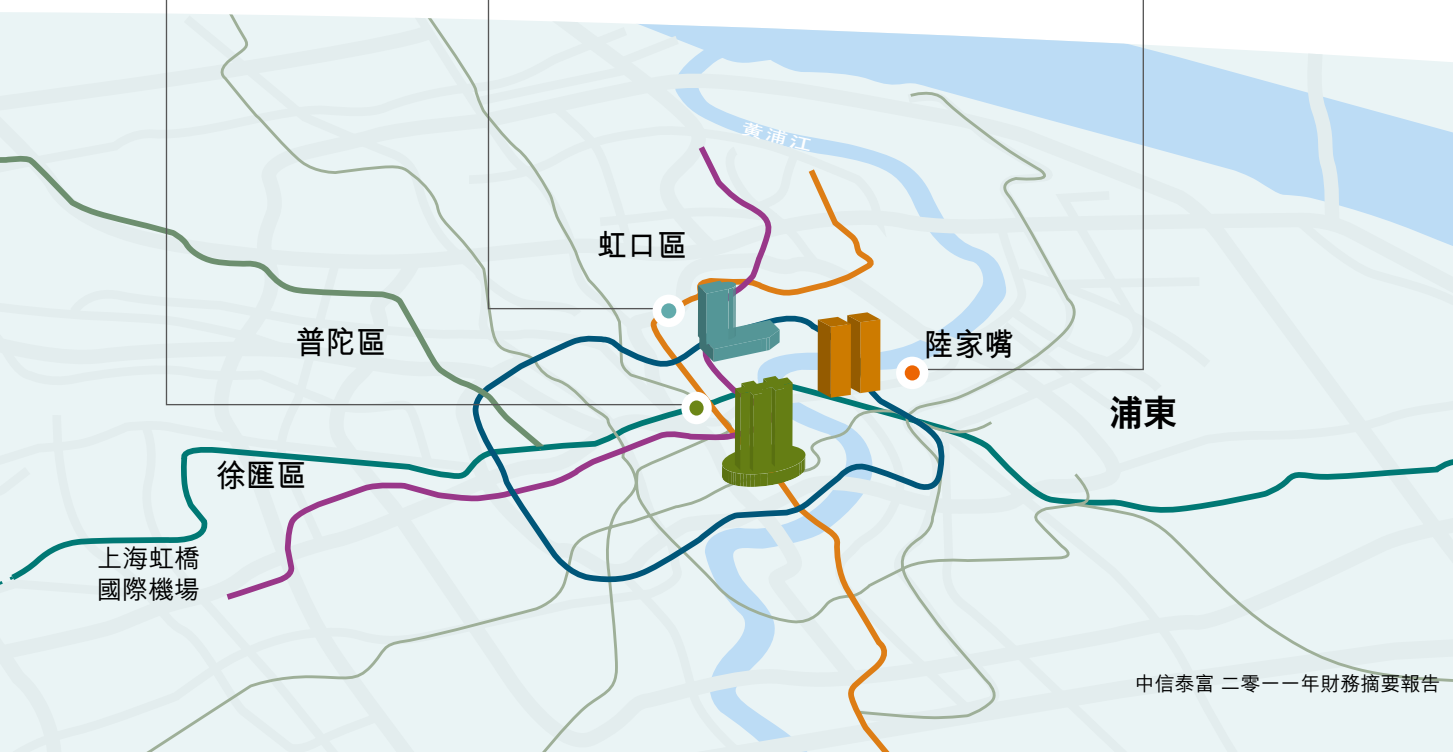 黃浦江
虹口區
普陀區
陸家嘴
浦東
徐匯區
上海虹橋
國際機場
中信泰富 二零一一年財務摘要報告